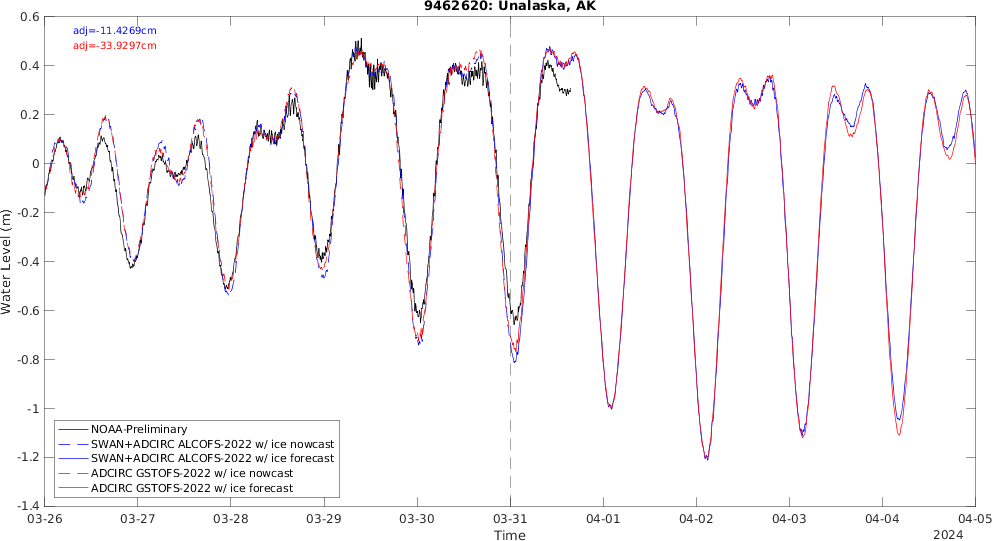 9462620: Unalaska, AK
adj=-11.4269cm
adj=-33.9297cm
0.6
0.4
0.2
0
-0.2
-0.4
-0.6
-0.8
-1
-1.2
-1.4
Water Level (m)
NOAA-Preliminary
SWAN+ADCIRC ALCOFS-2022 w/ ice nowcast
SWAN+ADCIRC ALCOFS-2022 w/ ice forecast
ADCIRC GSTOFS-2022 w/ ice nowcast
ADCIRC GSTOFS-2022 w/ ice forecast
03-26 03-27 03-28 03-29 03-30 03-31 04-01 04-02 04-03 04-04 04-05
Time
2024